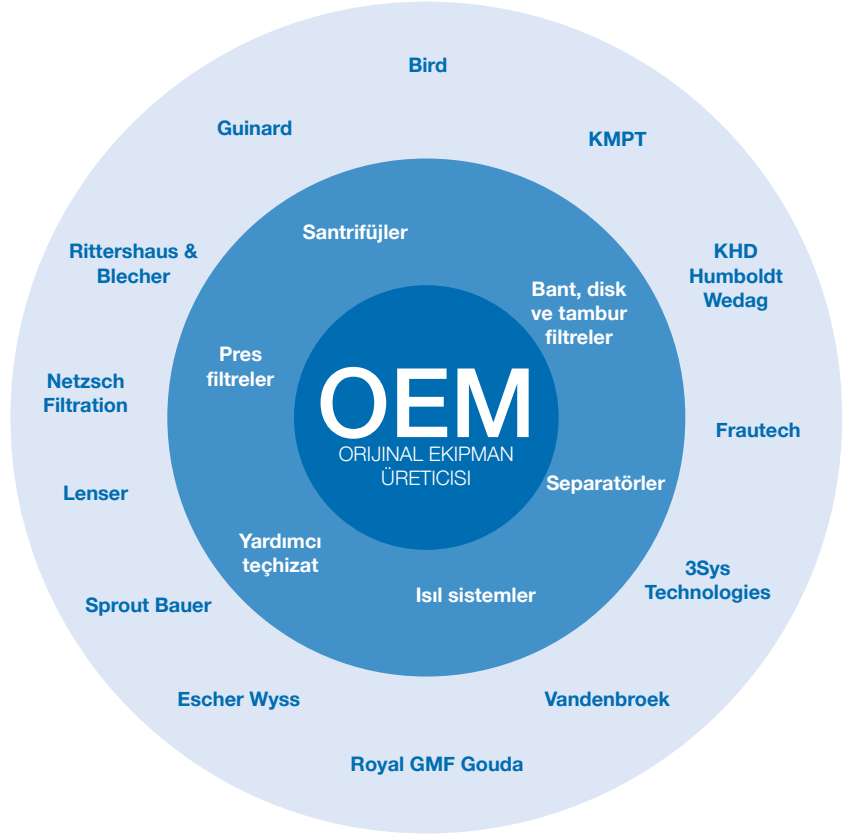 Bird
Guinard
KMPT
Santrifüjler
Rittershaus &
Blecher
KHD
Humboldt
Wedag
Bant, disk
ve tambur
filtreler
Pres
filtreler
Netzsch
Filtration
OEM
ORIJINAL EKIPMAN
ÜRETICISI
Frautech
Lenser
Separatörler
Yardımcı
teçhizat
3Sys
Technologies
Isıl sistemler
Sprout Bauer
Escher Wyss
Vandenbroek
Royal GMF Gouda